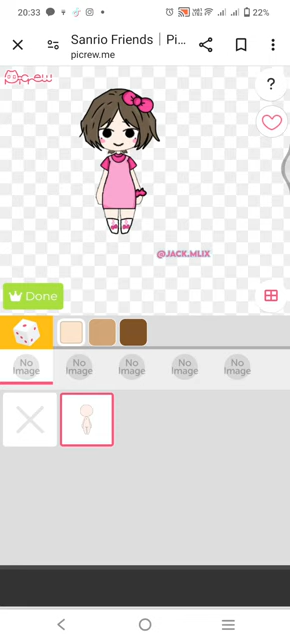 20:33
22%
Sanrio Friends | Pi...
picrew.me
Picrew
?
@JACK.MLIX
Done
No Image
No Image
No Image
No Image
No Image